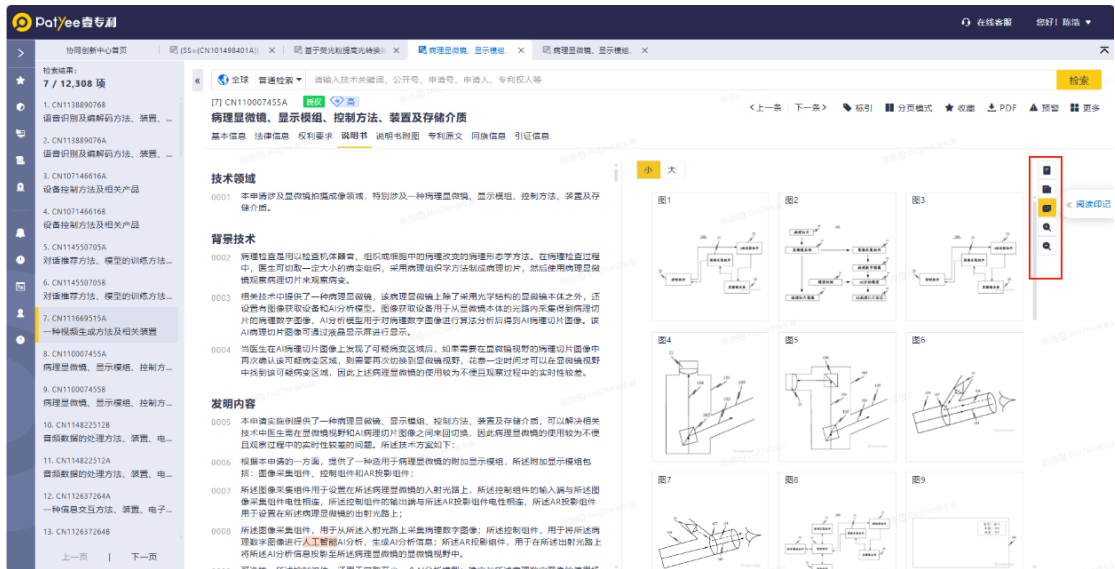 Patyee壹专利
在线客服
您好！陈浩
协同创新中心首页
(SS=(CN101498401A))
基于荧光粉提高光转换
病理显微镜、显示模组、
病理显微镜、显示模组、
检索结果：
7 / 12,308 项
1. CN113889076B
语音识别及编解码方法、装置、...
2. CN113889076A
语音识别及编解码方法、装置、...
3. CN107146616A
设备控制方法及相关产品
4. CN107146616B
设备控制方法及相关产品
5. CN114550705A
对话推荐方法、模型的训练方法...
6. CN114550705B
对话推荐方法、模型的训练方法...
7. CN111669515A
一种视频生成方法及相关装置
8. CN110007455A
病理显微镜、显示模组、控制方...
9. CN110007455B
病理显微镜、显示模组、控制方...
10. CN114822512B
音频数据的处理方法、装置、电...
11. CN114822512A
音频数据的处理方法、装置、电...
12. CN112637264A
一种信息交互方法、装置、电子...
13. CN112637264B
上一页 | 下一页
全球 普通检索 请输入技术关键词、公开号、申请号、申请人、专利权人等
检索
[7] CN110007455A 授权 高
<上一条 下一条> 标引 分页模式 收藏 PDF 预警 更多
病理显微镜、显示模组、控制方法、装置及存储介质
基本信息 法律信息 权利要求 说明书 说明书附图 专利原文 同族信息 引证信息
技术领域
0001 本申请涉及显微镜拍摄成像领域，特别涉及一种病理显微镜、显示模组、控制方法、装置及存
储介质。
背景技术
0002 病理检查是用以检查机体器官、组织或细胞中的病理改变的病理形态学方法。在病理检查过程
中，医生可切取一定大小的病变组织，采用病理组织学方法制成病理切片，然后使用病理显微
镜观察病理切片来观察病变。
0003 相关技术中提供了一种病理显微镜，该病理显微镜上除了采用光学结构的显微镜本体之外，还
设置有图像获取设备和AI分析模型。图像获取设备用于从显微镜本体的光路内采集得到病理切
片的病理数字图像，AI分析模型用于对病理数字图像进行算法分析后得到AI病理切片图像。该
AI病理切片图像可通过液晶显示屏进行显示。
0004 当医生在AI病理切片图像上发现了可疑病变区域后，如果需要在显微镜视野的病理切片图像中
再次确认该可疑病变区域，则需要再次切换到显微镜视野，花费一定时间才可以在显微镜视野
中找到该可疑病变区域，因此上述病理显微镜的使用较为不便且观察过程中的实时性较差。
发明内容
0005 本申请实施例提供了一种病理显微镜、显示模组、控制方法、装置及存储介质，可以解决相关
技术中医生需在显微镜视野和AI病理切片图像之间来回切换，因此病理显微镜的使用较为不便
且观察过程中的实时性较差的问题。所述技术方案如下：
0006 根据本申请的一方面，提供了一种适用于病理显微镜的附加显示模组，所述附加显示模组包
括：图像采集组件、控制组件和AR投影组件；
0007 所述图像采集组件用于设置在所述病理显微镜的入射光路上，所述控制组件的输入端与所述图
像采集组件电性相连，所述控制组件的输出端与所述AR投影组件电性相连，所述AR投影组件
用于设置在所述病理显微镜的出射光路上；
0008 所述图像采集组件，用于从所述入射光路上采集病理数字图像；所述控制组件，用于将所述病
理数字图像进行人工智能AI分析，生成AI分析信息；所述AR投影组件，用于在所述出射光路上
将所述AI分析信息投影至所述病理显微镜的显微镜视野中。
小 大
图1
图2
图3
图4
图5
图6
图7
图8
图9
« 阅读印记